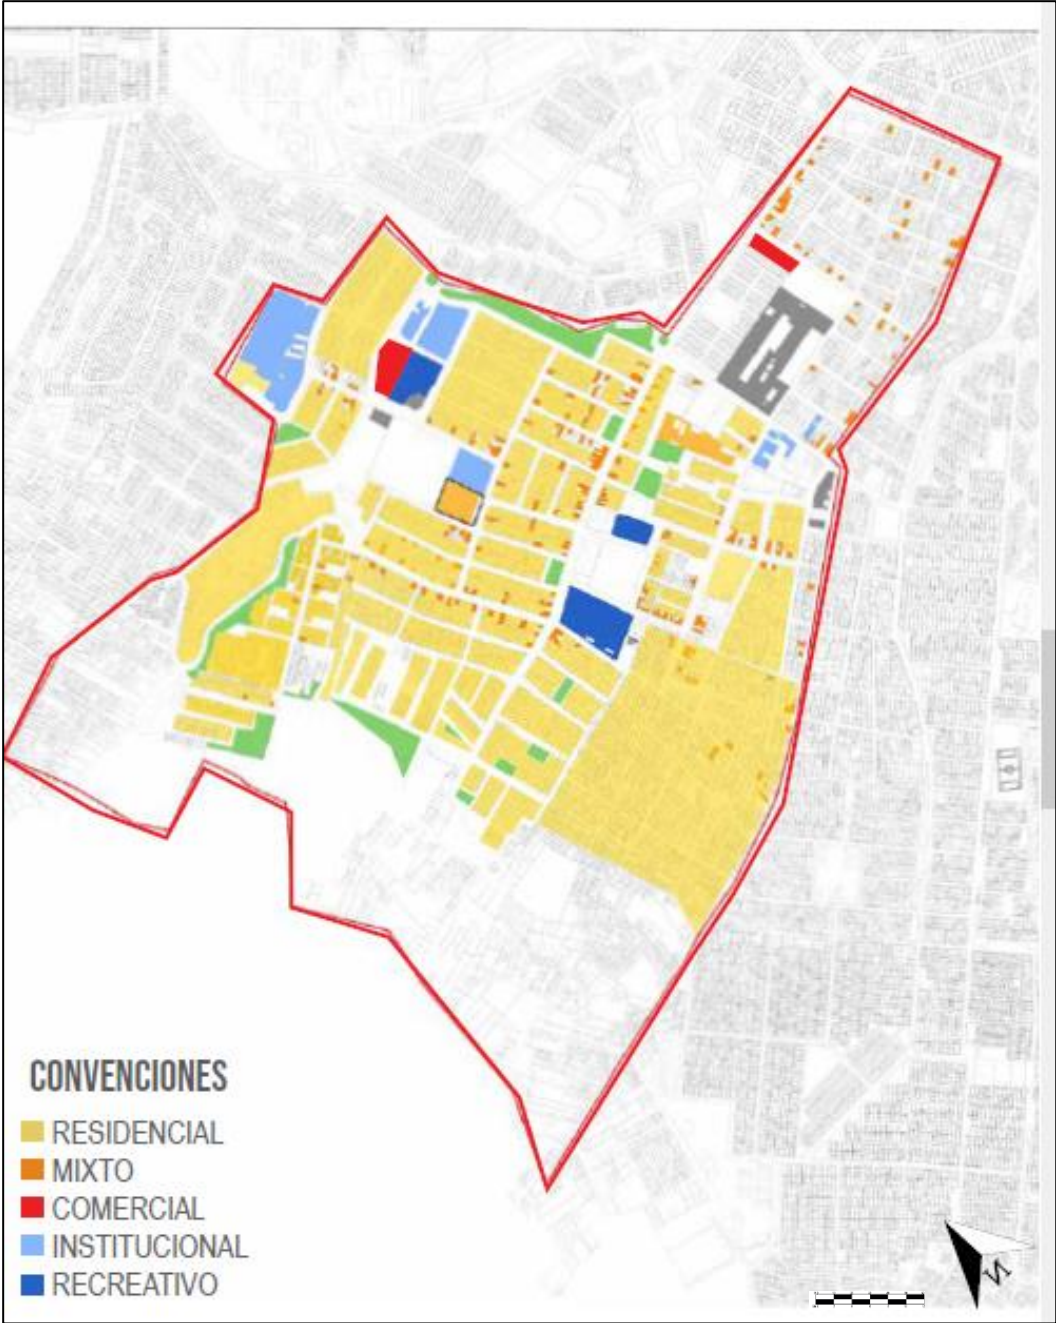 CONVENCIONES
RESIDENCIAL
MIXTO
COMERCIAL
INSTITUCIONAL
RECREATIVO
N